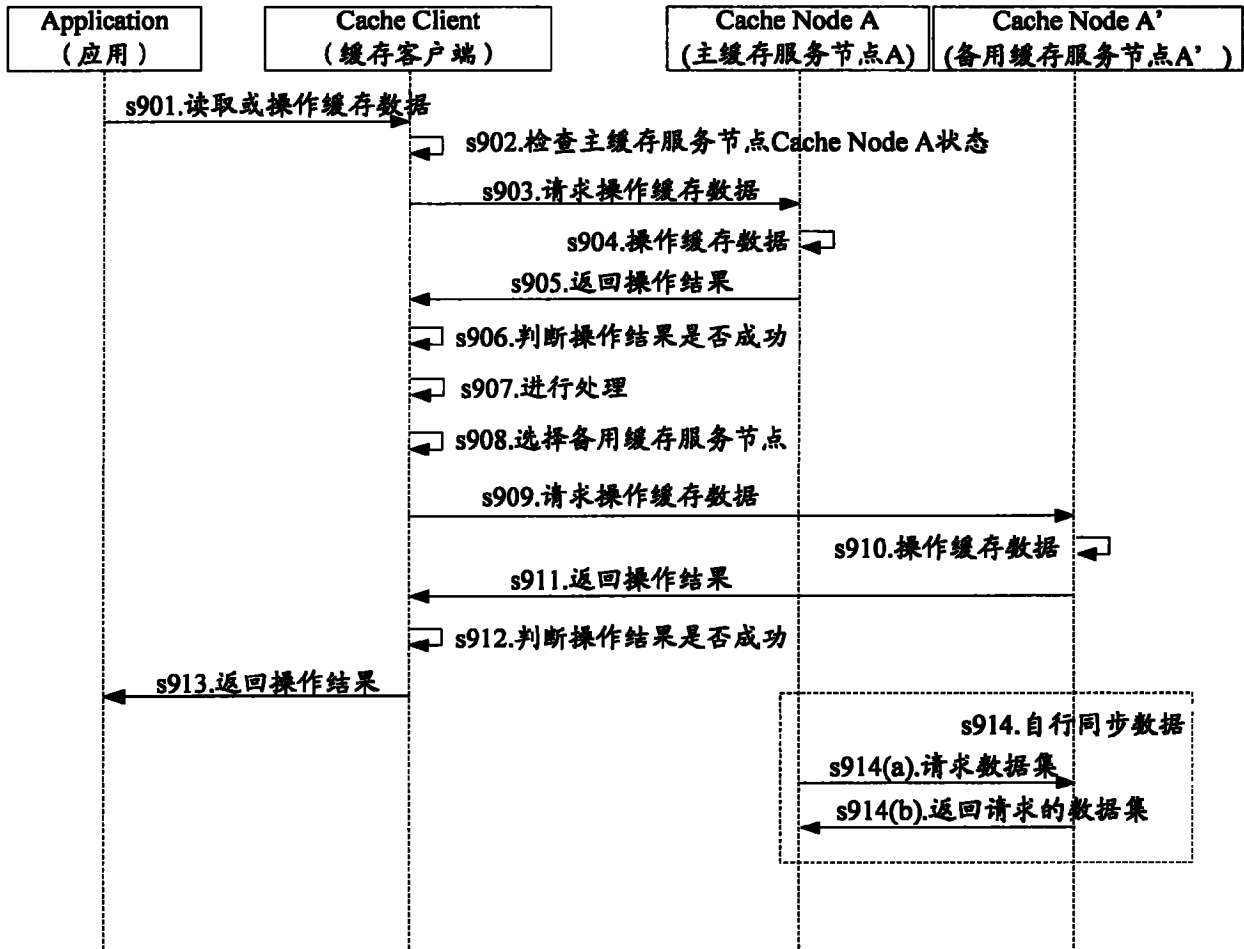 Application
（应用）
Cache Client
（缓存客户端）
Cache Node A
(主缓存服务节点A)
Cache Node A’
(备用缓存服务节点A’ )
s901.读取或操作缓存数据
s902.检查主缓存服务节点Cache Node A状态
s903.请求操作缓存数据
s904.操作缓存数据
s905.返回操作结果
s906.判断操作结果是否成功
s907.进行处理
s908.选择备用缓存服务节点
s909.请求操作缓存数据
s910.操作缓存数据
s911.返回操作结果
s912.判断操作结果是否成功
s913.返回操作结果
s914.自行同步数据
s914(a).请求数据集
s914(b).返回请求的数据集